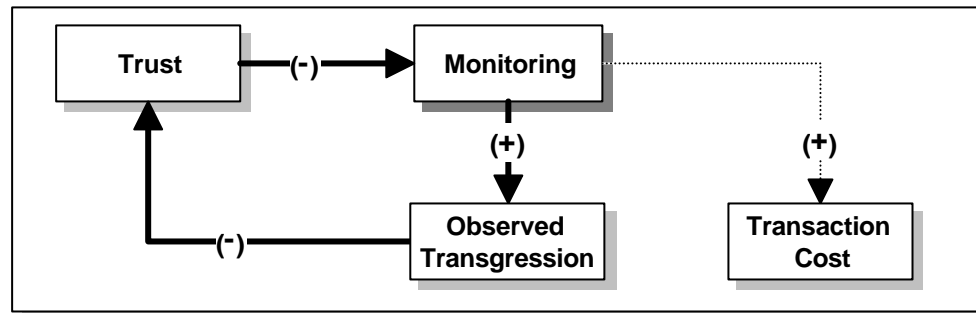 Trust
(-)
Monitoring
(+)
(+)
(-)
Observed
Transgression
Transaction
Cost